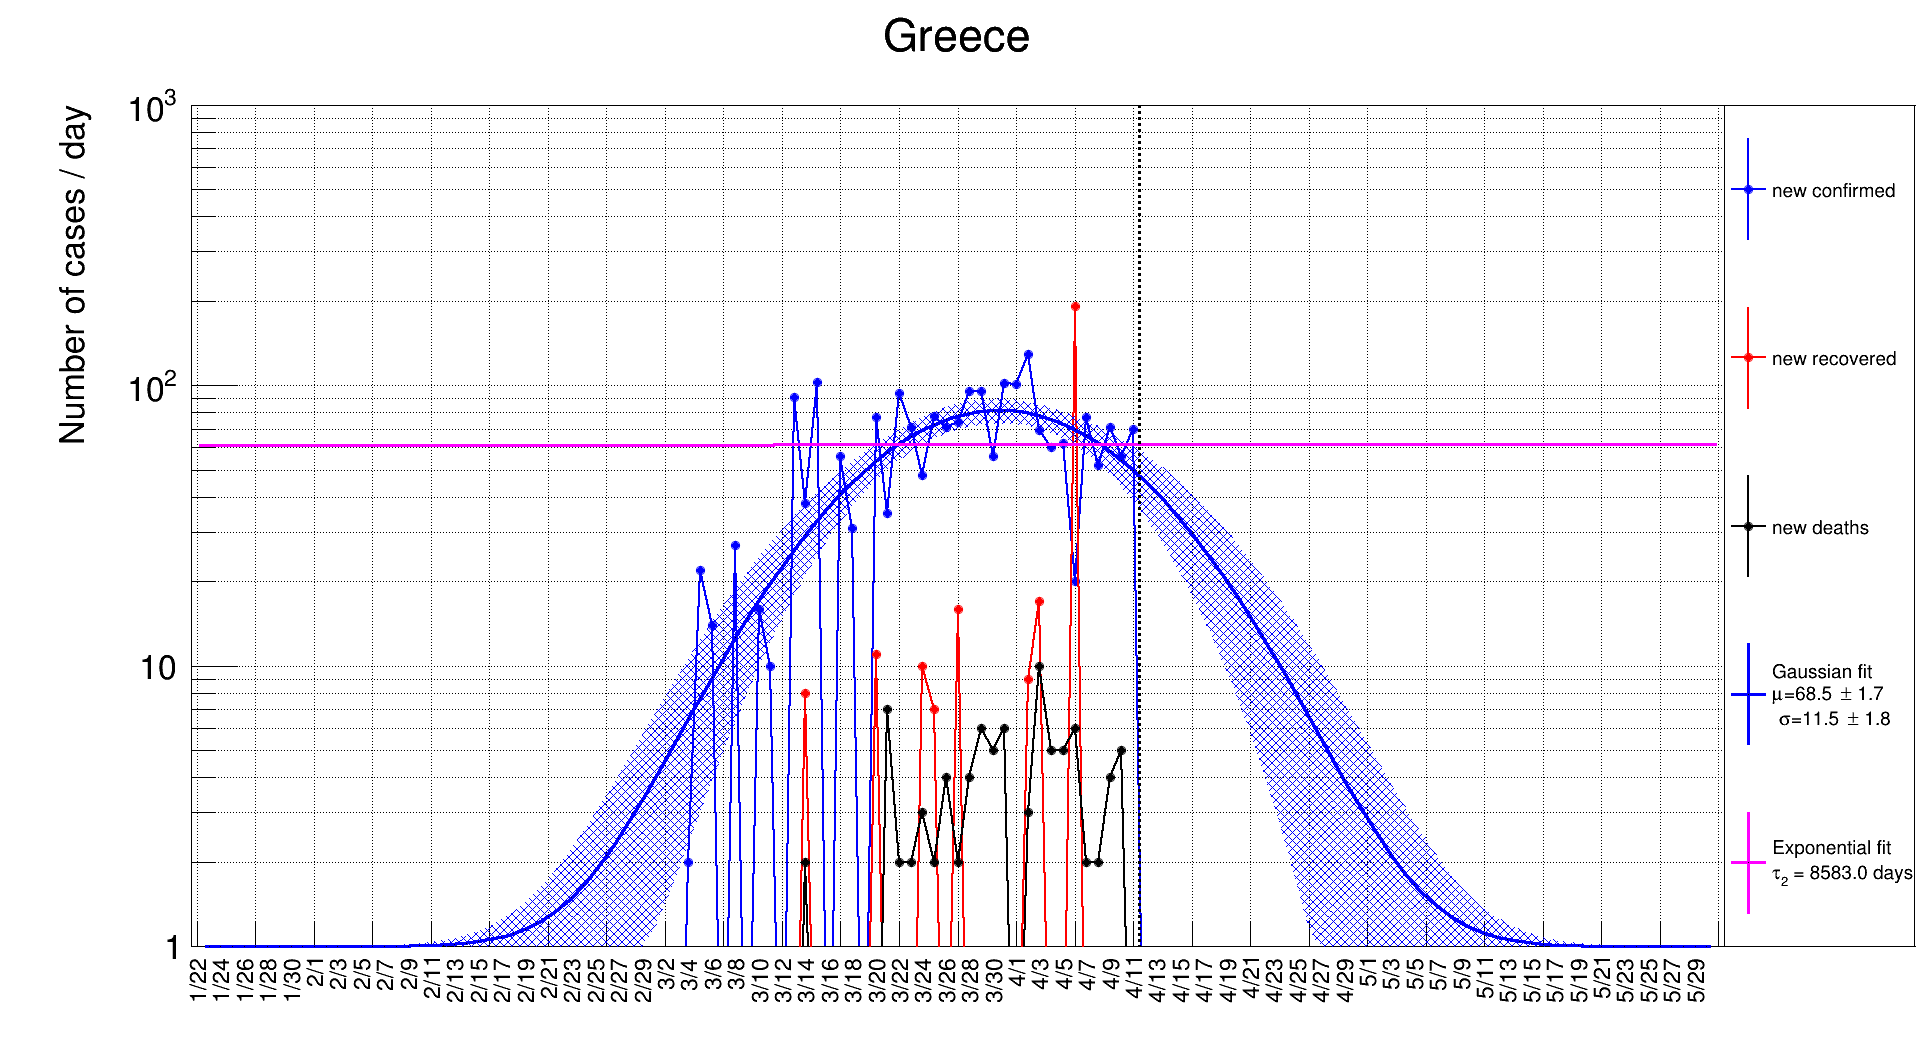 Greece
Number of cases / day
10³
10²
10
1
1/22 1/24 1/26 1/28 1/30 2/1 2/3 2/5 2/7 2/9 2/11 2/13 2/15 2/17 2/19 2/21 2/23 2/25 2/27 2/29 3/2 3/4 3/6 3/8 3/10 3/12 3/14 3/16 3/18 3/20 3/22 3/24 3/26 3/28 3/30 4/1 4/3 4/5 4/7 4/9 4/11 4/13 4/15 4/17 4/19 4/21 4/23 4/25 4/27 4/29 5/1 5/3 5/5 5/7 5/9 5/11 5/13 5/15 5/17 5/19 5/21 5/23 5/25 5/27 5/29
new confirmed
new recovered
new deaths
Gaussian fit
μ=68.5 ± 1.7
σ=11.5 ± 1.8
Exponential fit
τ₂ = 8583.0 days